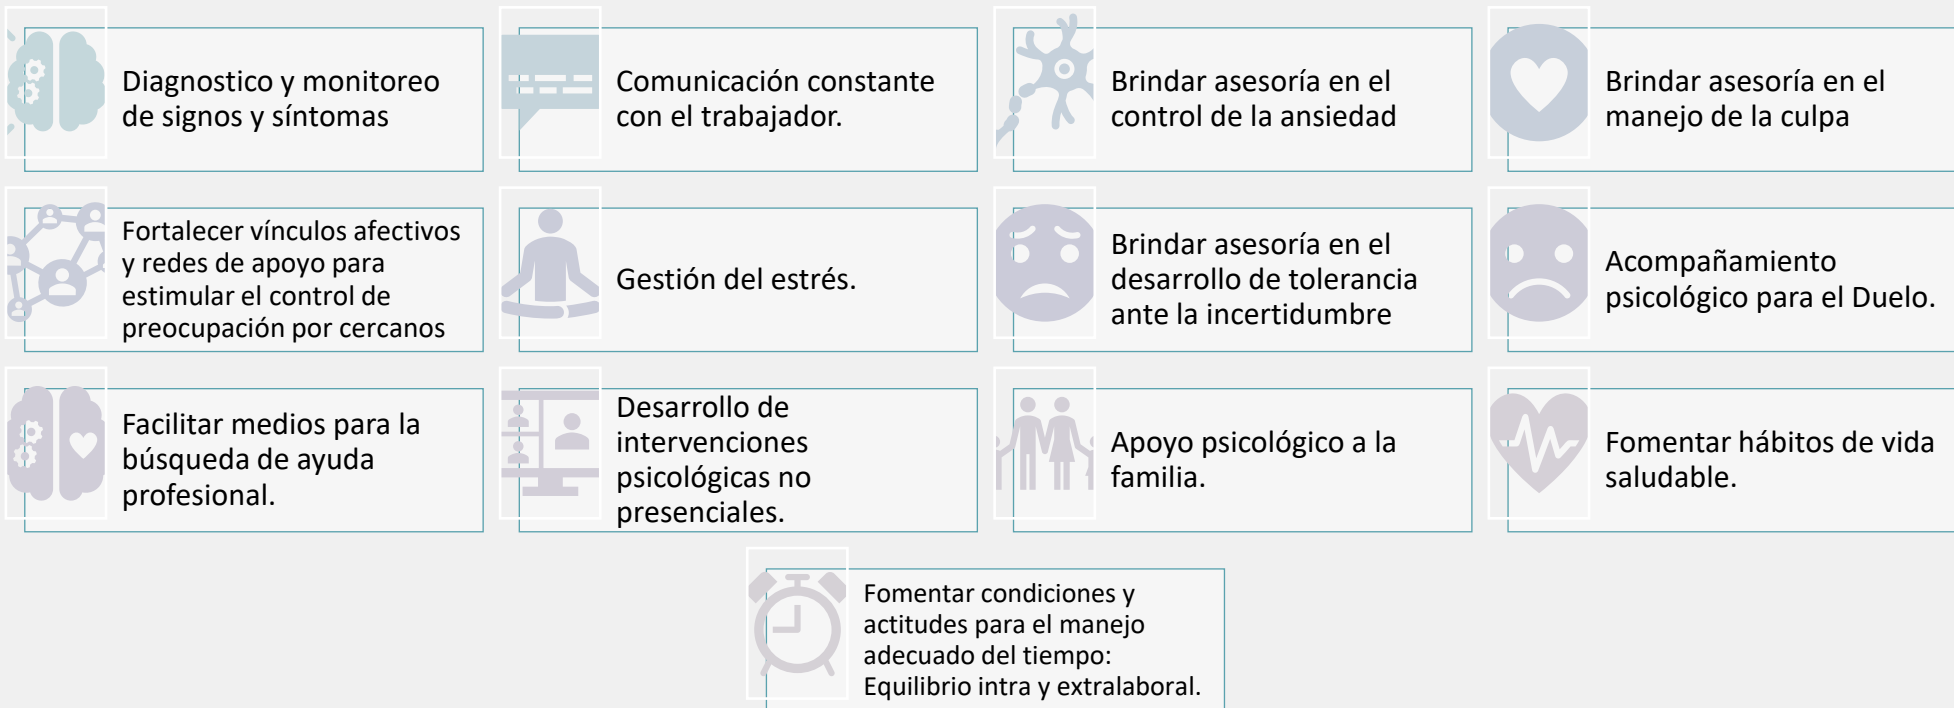 Diagnostico y monitoreo
de signos y síntomas
Comunicación constante
con el trabajador.
Brindar asesoría en el
control de la ansiedad
Brindar asesoría en el
manejo de la culpa
Fortalecer vínculos afectivos
y redes de apoyo para
estimular el control de
preocupación por cercanos
Gestión del estrés.
Brindar asesoría en el
desarrollo de tolerancia
ante la incertidumbre
Acompañamiento
psicológico para el Duelo.
Facilitar medios para la
búsqueda de ayuda
profesional.
Desarrollo de
intervenciones
psicológicas no
presenciales.
Apoyo psicológico a la
familia.
Fomentar hábitos de vida
saludable.
Fomentar condiciones y
actitudes para el manejo
adecuado del tiempo:
Equilibrio intra y extralaboral.